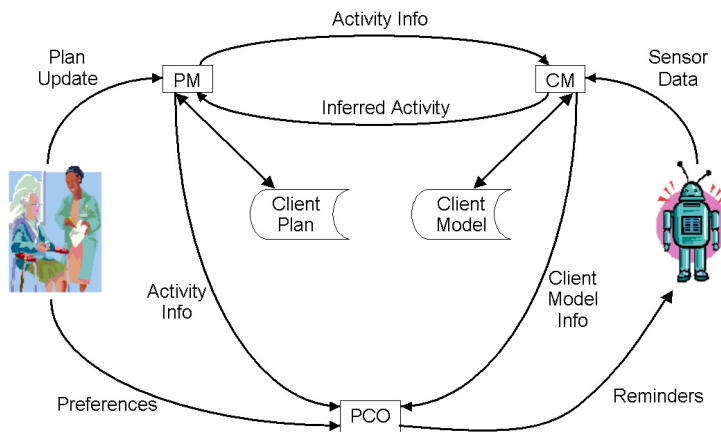 Activity Info
Plan
Update
PM
CM
Sensor
Data
Inferred Activity
Client
Plan
Client
Model
Activity
Info
Client
Model
Info
Preferences
PCO
Reminders